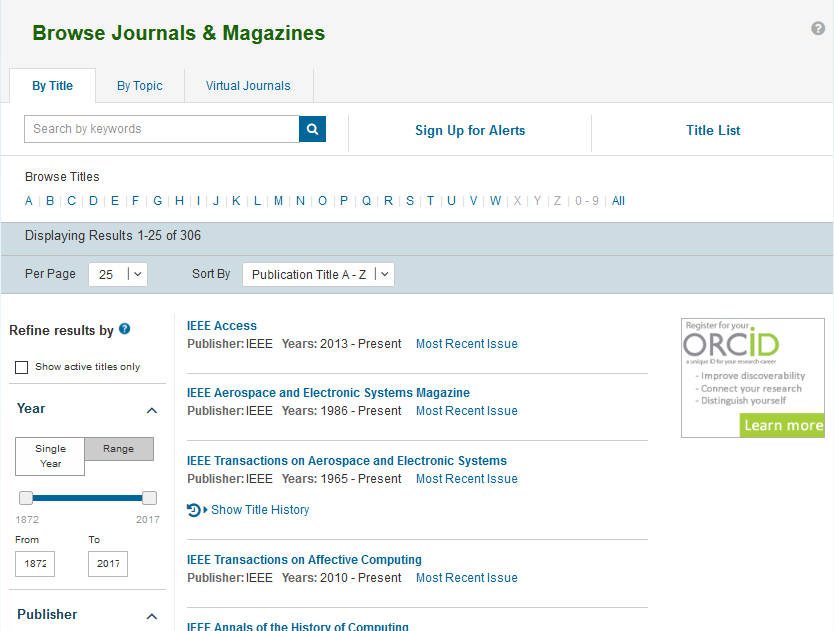 Browse Journals & Magazines
?
By Title By Topic Virtual Journals
Search by keywords
Sign Up for Alerts
Title List
Browse Titles
A | B | C | D | E | F | G | H | I | J | K | L | M | N | O | P | Q | R | S | T | U | V | W | X | Y | Z | 0-9 | All
Displaying Results 1-25 of 306
Per Page 25 Sort By Publication Title A - Z
Refine results by ?
Show active titles only
Year
Single Year
Range
1872 2017
From To
1872 2017
Publisher
IEEE Access
Publisher: IEEE Years: 2013 - Present Most Recent Issue
IEEE Aerospace and Electronic Systems Magazine
Publisher: IEEE Years: 1986 - Present Most Recent Issue
IEEE Transactions on Aerospace and Electronic Systems
Publisher: IEEE Years: 1965 - Present Most Recent Issue
Show Title History
IEEE Transactions on Affective Computing
Publisher: IEEE Years: 2010 - Present Most Recent Issue
IEEE Annals of the History of Computing
Register for your
ORCiD
a unique ID for your research career
- Improve discoverability
- Connect your research
- Distinguish yourself
Learn more